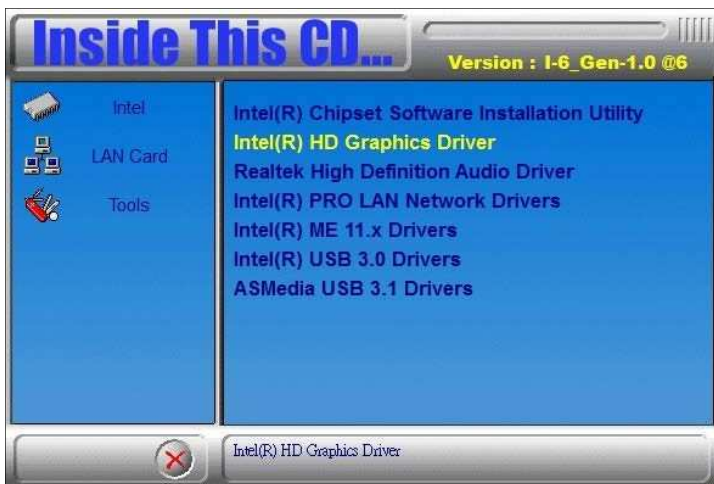 Inside This CD...
Version : I-6_Gen-1.0 @6
Intel
LAN Card
Tools
Intel(R) Chipset Software Installation Utility
Intel(R) HD Graphics Driver
Realtek High Definition Audio Driver
Intel(R) PRO LAN Network Drivers
Intel(R) ME 11.x Drivers
Intel(R) USB 3.0 Drivers
ASMedia USB 3.1 Drivers
Intel(R) HD Graphics Driver